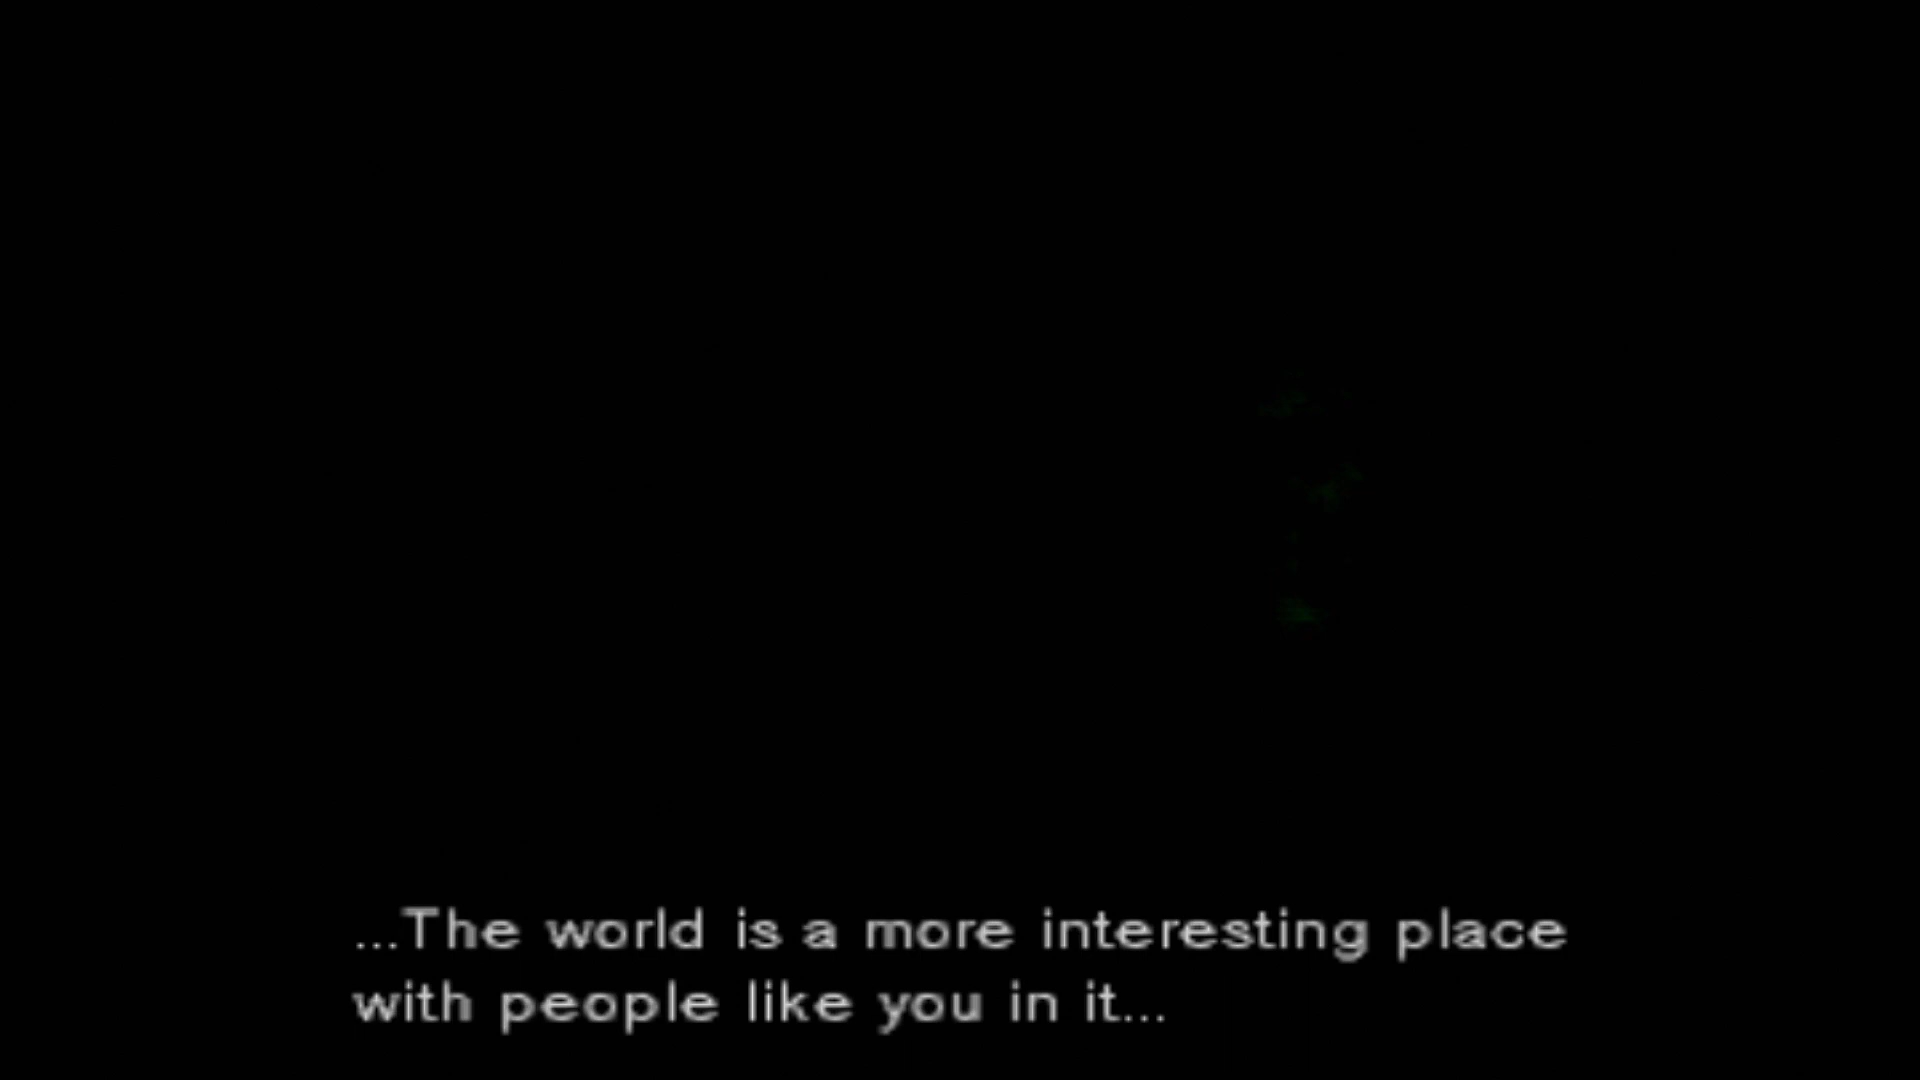 ...The world is a more interesting place
with people like you in it...